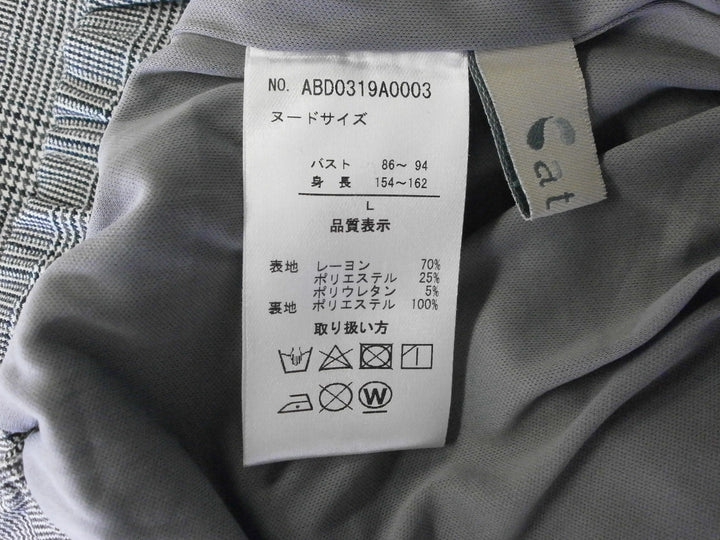 NO. ABD0319A0003
ヌードサイズ
バスト 86～ 94
身 長 154～162
L
品質表示
表地 レーヨン 70%
ポリエステル 25%
ポリウレタン 5%
裏地 ポリエステル 100%
取り扱い方
W
at